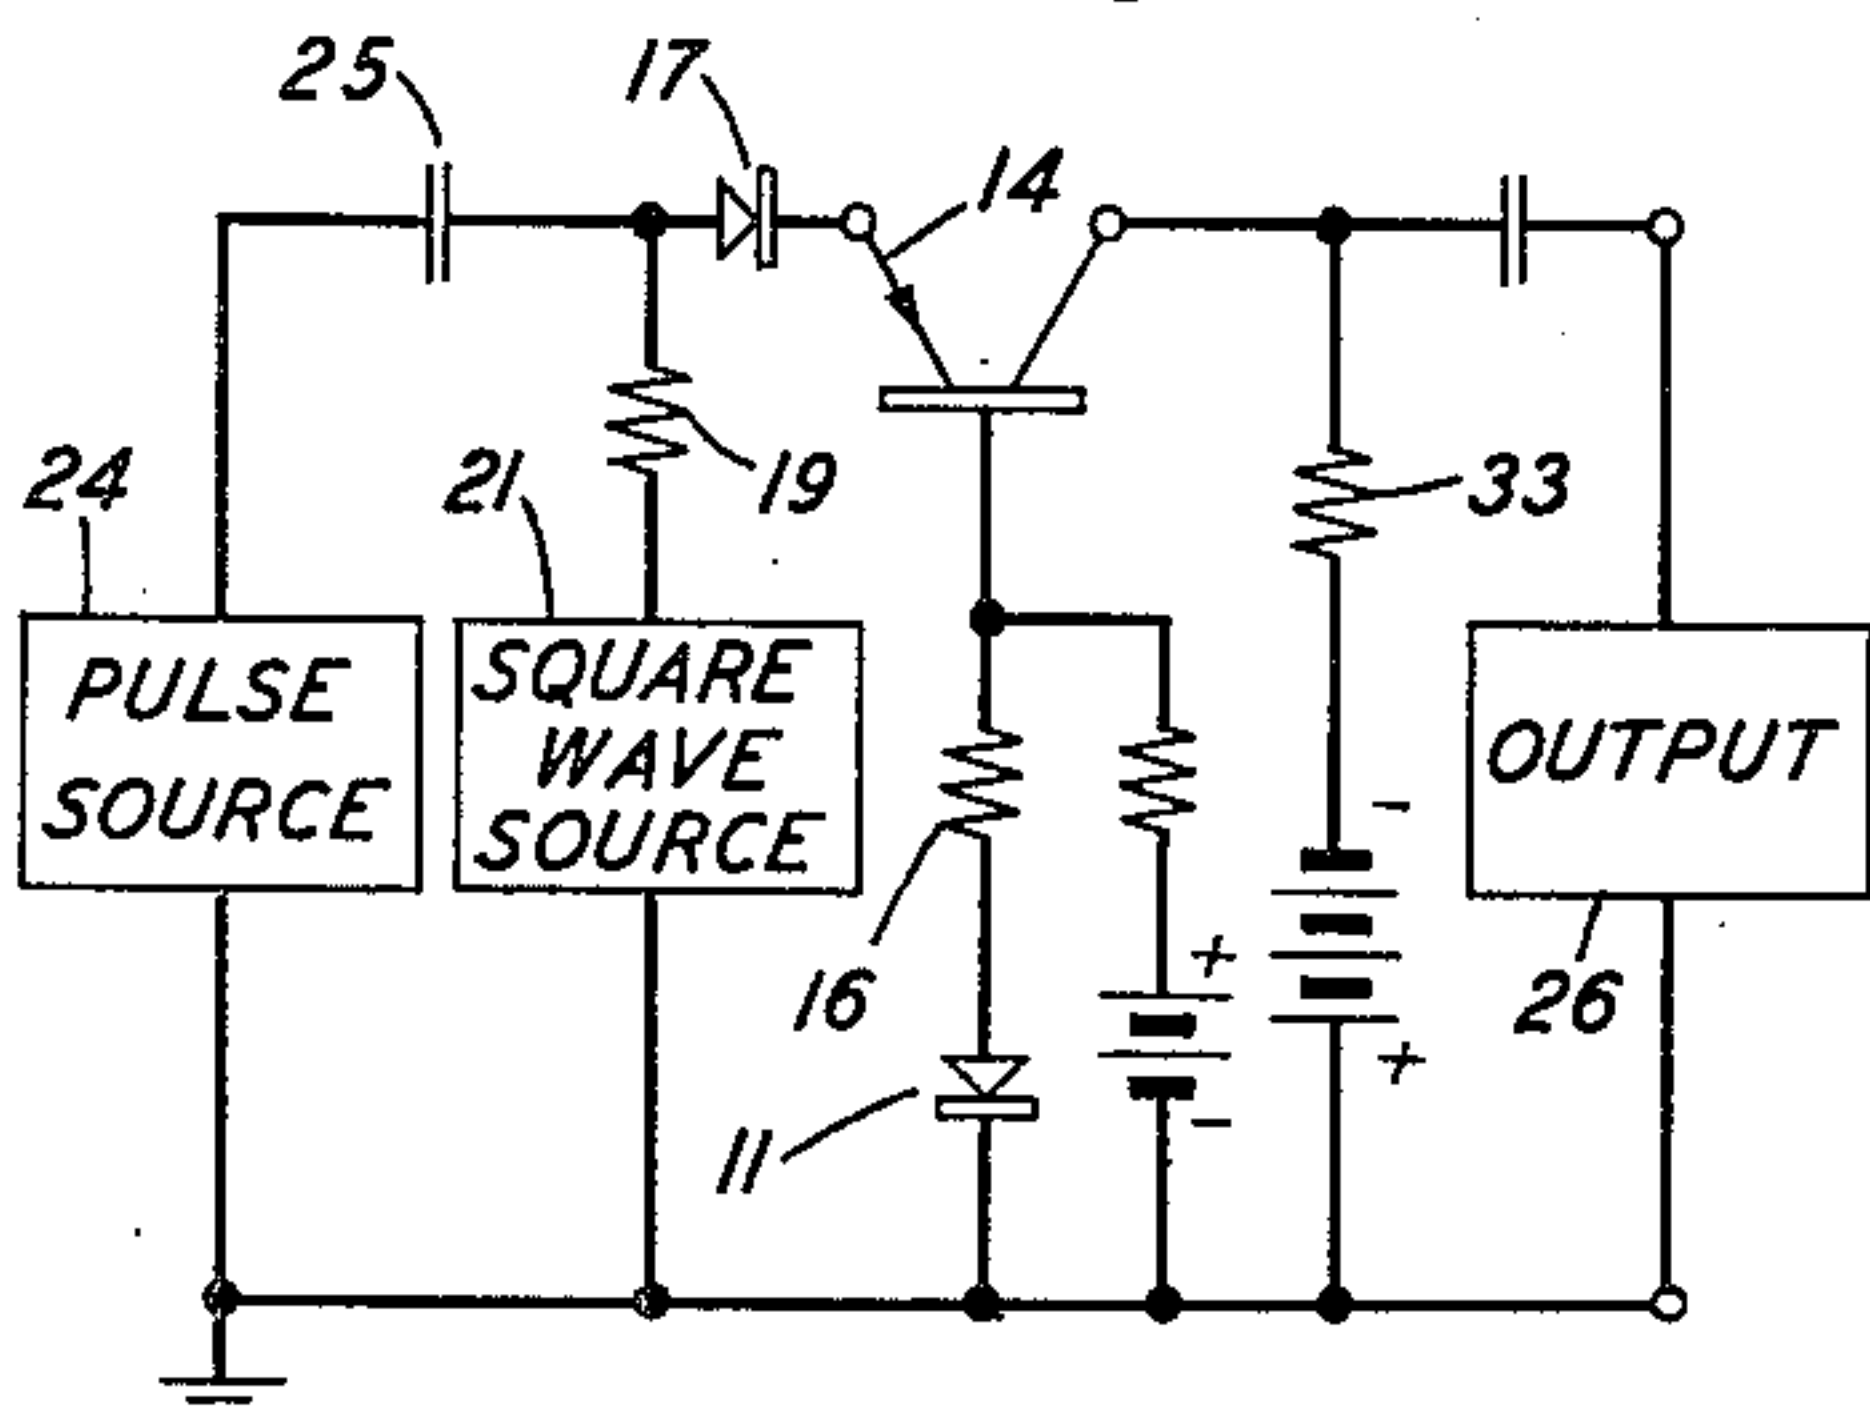 25
17
14
24
21
19
33
PULSE
SOURCE
SQUARE
WAVE
SOURCE
OUTPUT
-
16
+
26
+
11
-